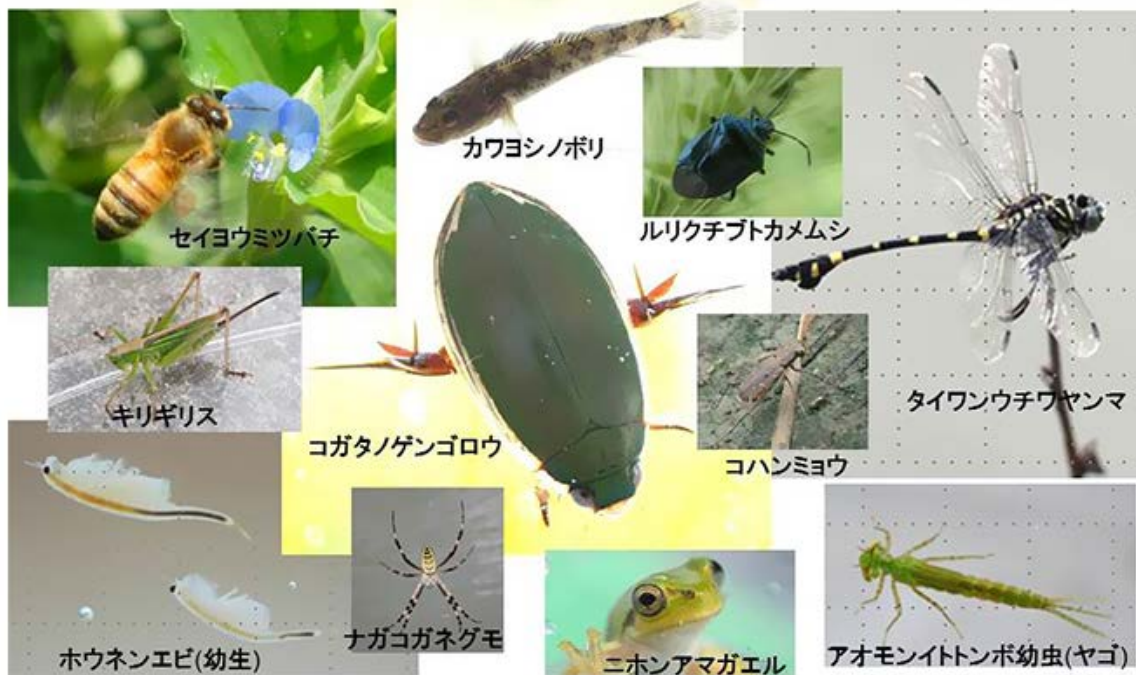 カワヨシノボリ
セイヨウミツバチ
ルリクチブトカメムシ
キリギリス
コガタノゲンゴロウ
コハンミョウ
タイワンウチワヤンマ
ホウネンエビ(幼生)
ナガコガネグモ
ニホンアマガエル
アオモンイトトンボ幼虫(ヤゴ)